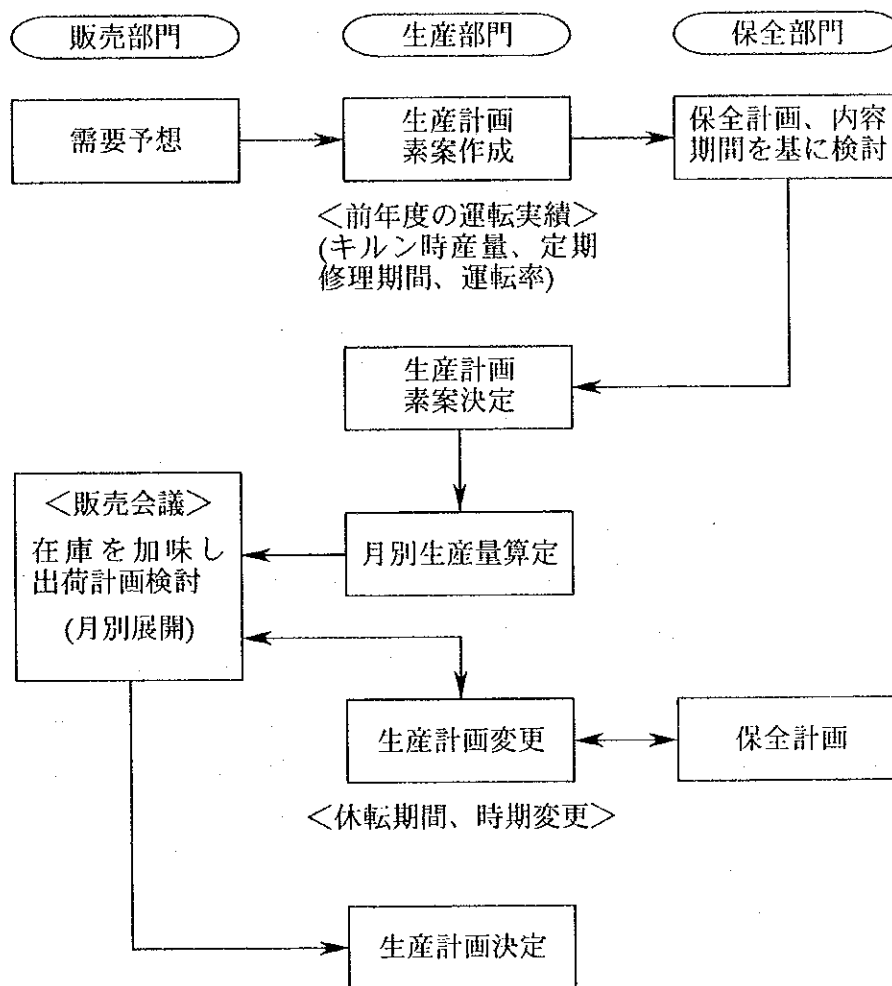 販売部門
生産部門
保全部門
需要予想
生産計画
素案作成
保全計画、内容
期間を基に検討
＜前年度の運転実績＞
(キルン時産量、定期
修理期間、運転率)
生産計画
素案決定
＜販売会議＞
在庫を加味し
出荷計画検討
(月別展開)
月別生産量算定
生産計画変更
保全計画
＜休転期間、時期変更＞
生産計画決定